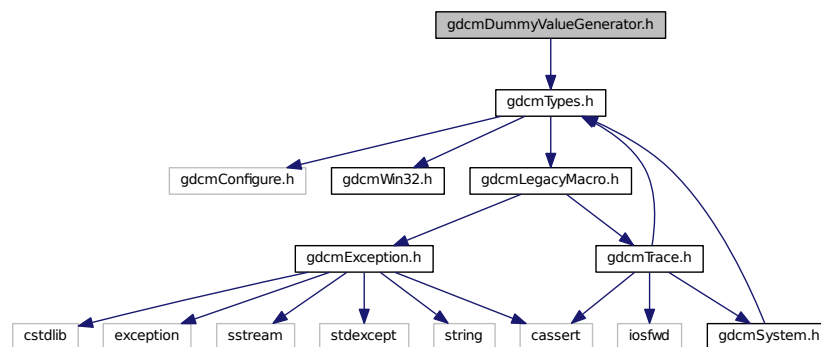 gdcmDummyValueGenerator.h
gdcmTypes.h
gdcmConfigure.h
gdcmWin32.h
gdcmLegacyMacro.h
gdcmException.h
gdcmTrace.h
cstdlib
exception
sstream
stdexcept
string
cassert
iosfwd
gdcmSystem.h